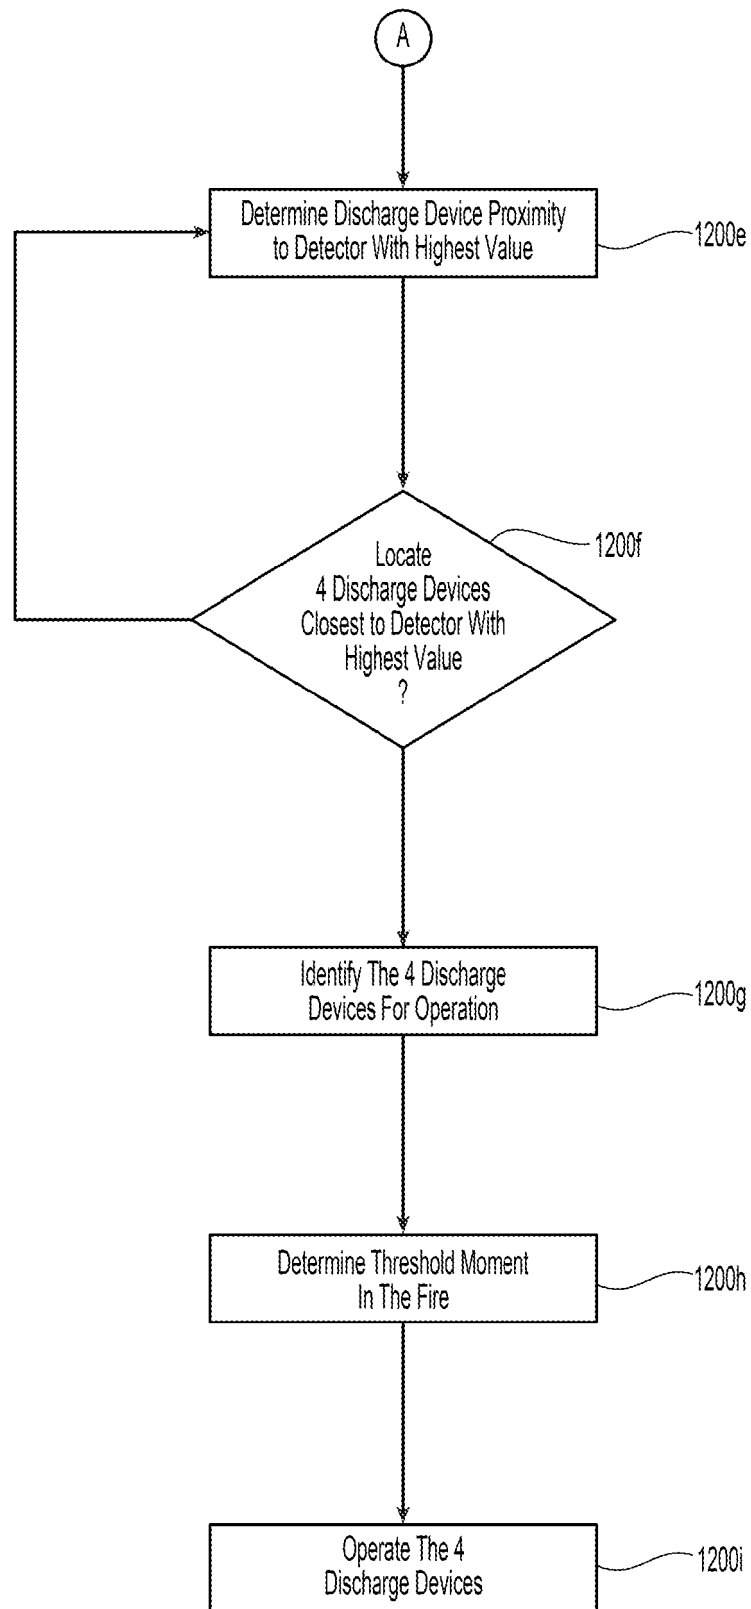 A
Determine Discharge Device Proximity
to Detector With Highest Value
1200e
Locate
4 Discharge Devices
Closest to Detector With
Highest Value
?
1200f
Identify The 4 Discharge
Devices For Operation
1200g
Determine Threshold Moment
In The Fire
1200h
Operate The 4
Discharge Devices
1200i